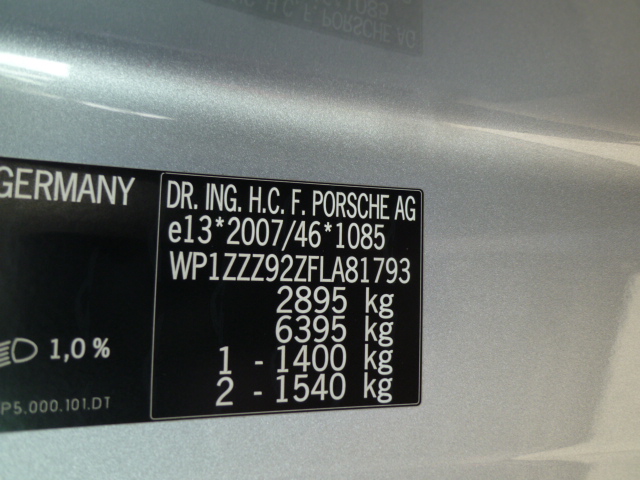 GERMANY
1,0%
P5.000.101.DT
DR. ING. H.C. F. PORSCHE AG
e13*2007/46*1085
WP1ZZZ92ZFLA81793
2895 kg
6395 kg
1 - 1400 kg
2 - 1540 kg